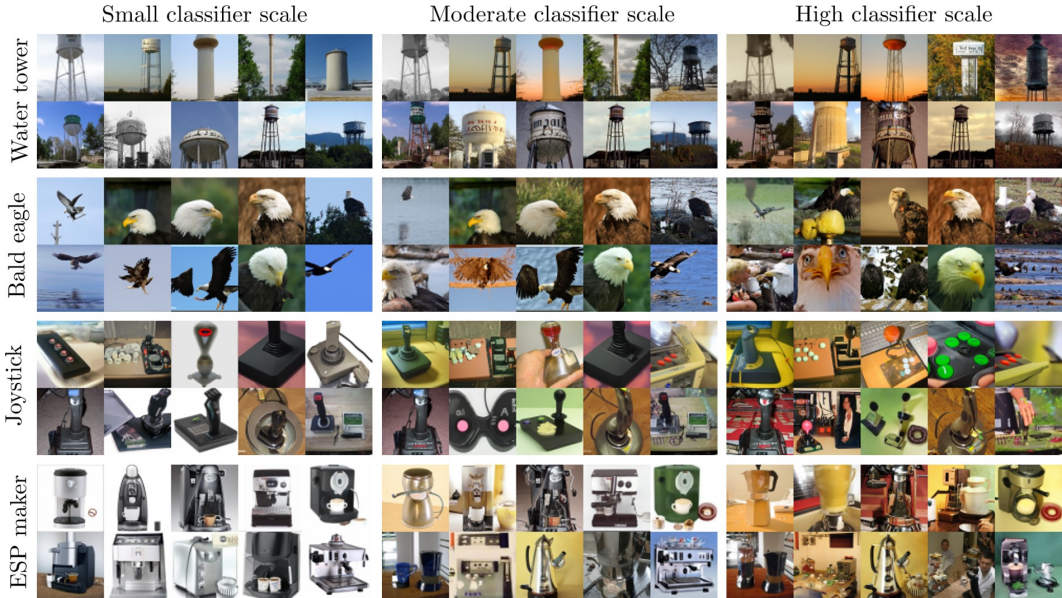 Small classifier scale
Moderate classifier scale
High classifier scale
Water tower
Bald eagle
Joystick
ESP maker